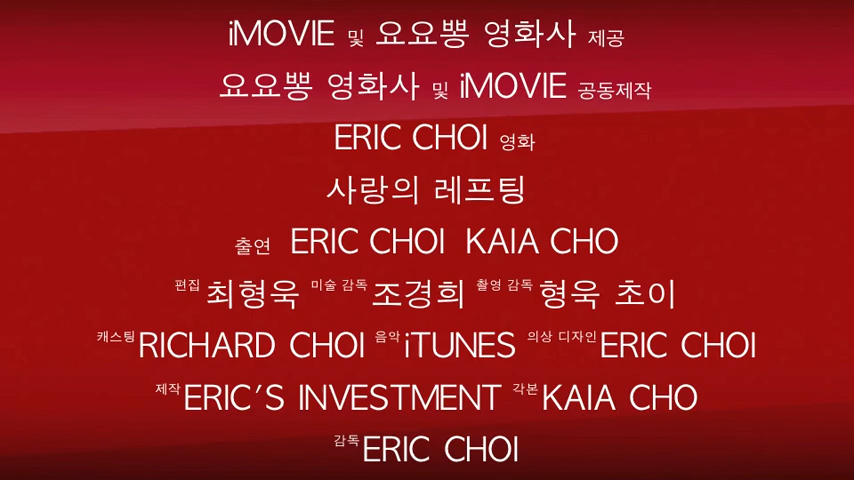 iMOVIE 및 요요뽕 영화사 제공
요요뽕 영화사 및 iMOVIE 공동제작
ERIC CHOI 영화
사랑의 레프팅
출연 ERIC CHOI KAIA CHO
편집 최형욱 미술 감독 조경희 촬영 감독 형욱 초이
캐스팅 RICHARD CHOI 음악 iTUNES 의상 디자인 ERIC CHOI
제작 ERIC'S INVESTMENT 각본 KAIA CHO
감독 ERIC CHOI